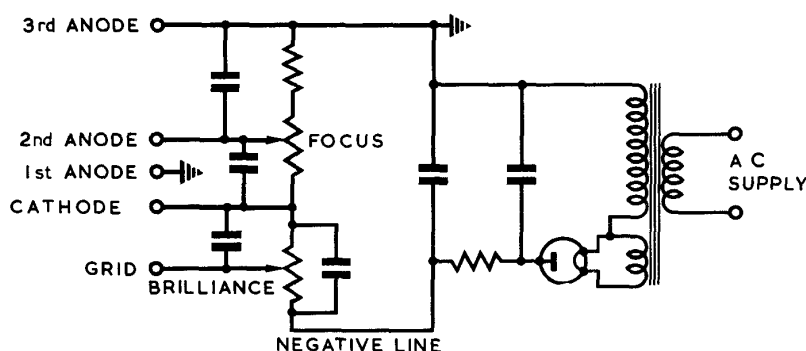 3rd ANODE
2nd ANODE
FOCUS
1st ANODE
CATHODE
GRID
BRILLIANCE
NEGATIVE LINE
A C
SUPPLY